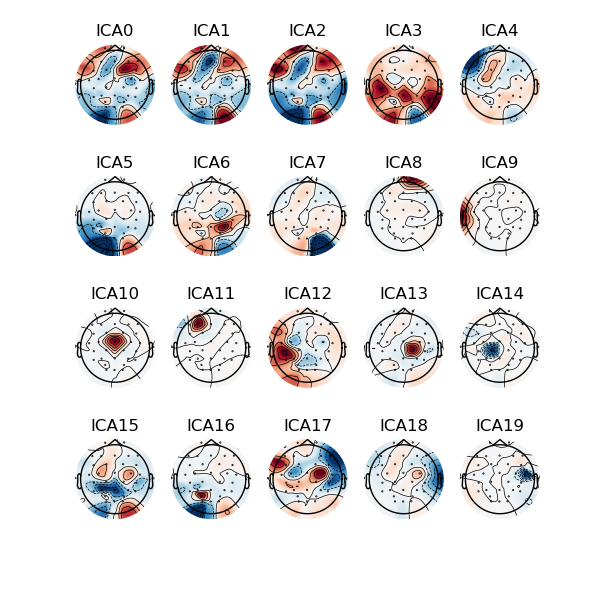 ICA0 ICA1 ICA2 ICA3 ICA4
ICA5 ICA6 ICA7 ICA8 ICA9
ICA10 ICA11 ICA12 ICA13 ICA14
ICA15 ICA16 ICA17 ICA18 ICA19